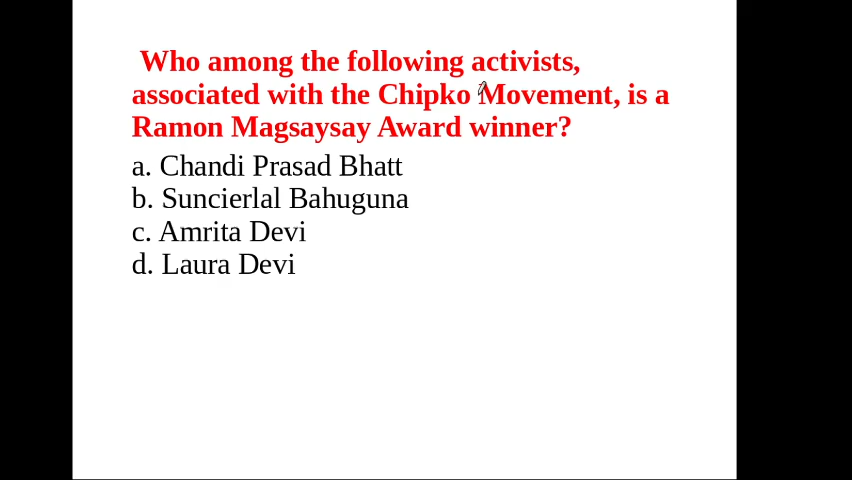 Who among the following activists,
associated with the Chipko Movement, is a
Ramon Magsaysay Award winner?
a. Chandi Prasad Bhatt
b. Suncierlal Bahuguna
c. Amrita Devi
d. Laura Devi